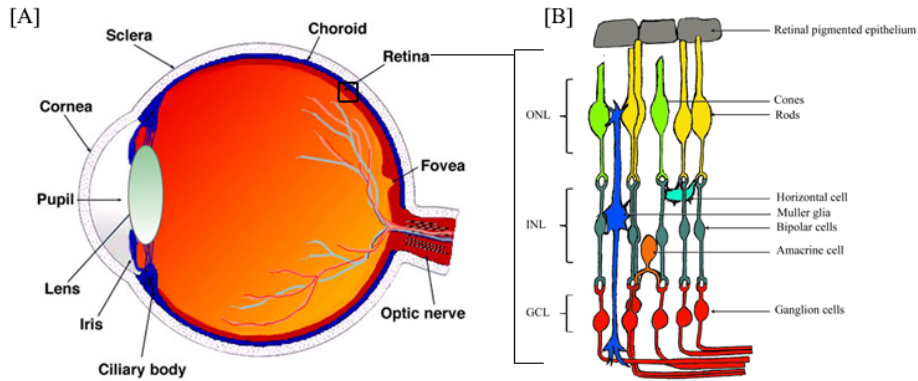 [A]
Sclera
Choroid
Retina
Cornea
Fovea
Pupil
Lens
Iris
Optic nerve
Ciliary body
[B]
Retinal pigmented epithelium
ONL
Cones
Rods
INL
Horizontal cell
Muller glia
Bipolar cells
Amacrine cell
GCL
Ganglion cells